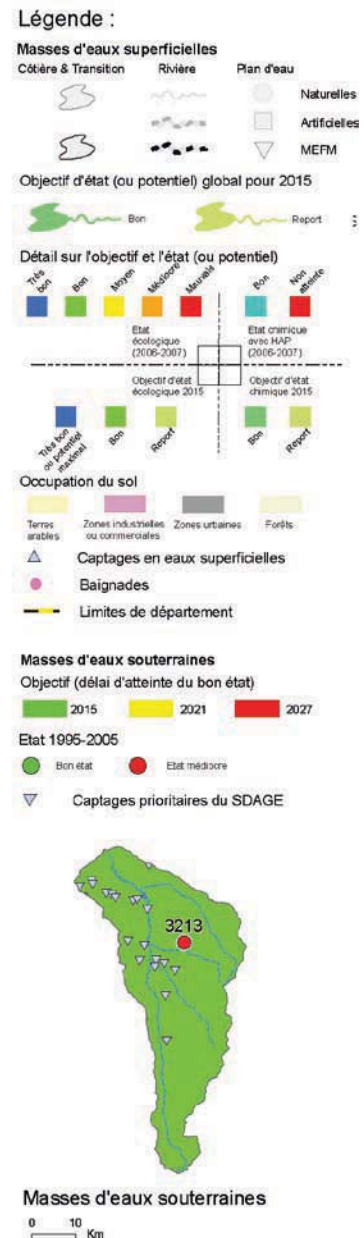 Légende :
Masses d'eaux superficielles
Côtière & Transition Rivière Plan d'eau
Naturelles
Artificielles
MEFM
Objectif d'état (ou potentiel) global pour 2015
Bon Report
Détail sur l'objectif et l'état (ou potentiel)
Très bon Bon Moyen Médiocre Mauvais Bon Non atteinte
Etat écologique (2006-2007)
Etat chimique avec HAP (2006-2007)
Objectif d'état écologique 2015
Objectif d'état chimique 2015
Très bon ou potentiel maximal Bon Report Bon Report
Occupation du sol
Terres arables
Zones industrielles ou commerciales
Zones urbaines
Forêts
Captages en eaux superficielles
Baignades
Limites de département
Masses d'eaux souterraines
Objectif (délai d'atteinte du bon état)
2015 2021 2027
Etat 1995-2005
Bon état Etat médiocre
Captages prioritaires du SDAGE
3213
Masses d'eaux souterraines
0 10
Km